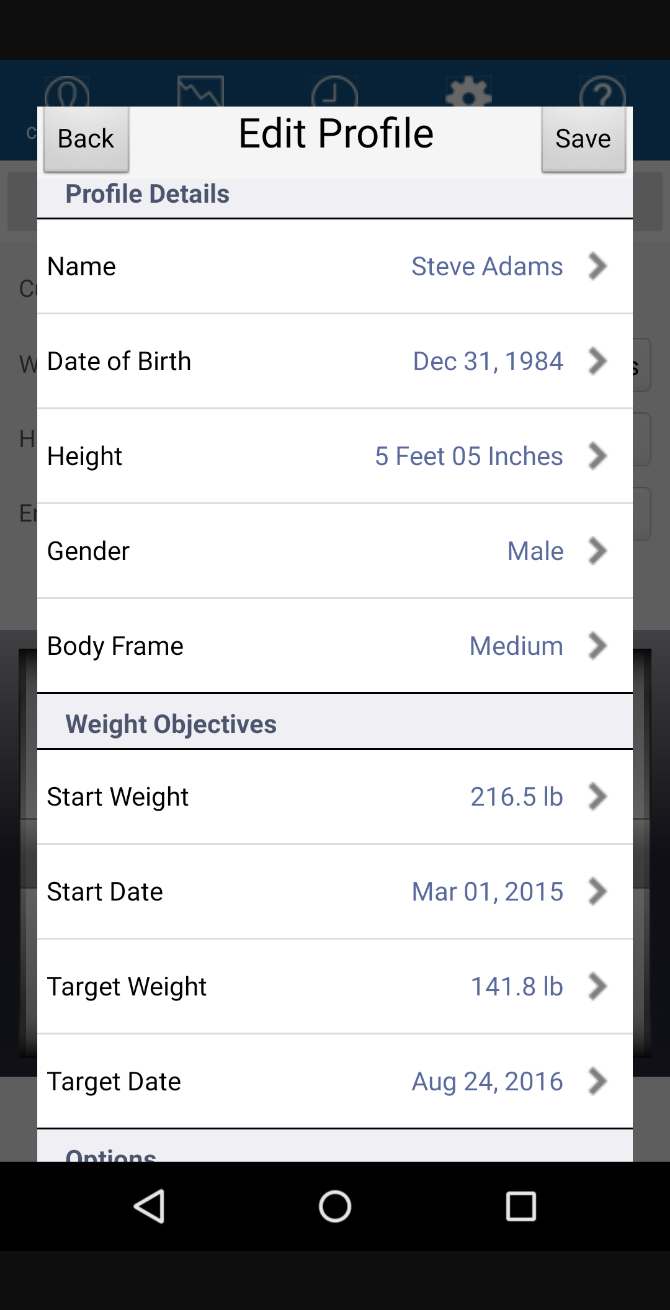 Back
Edit Profile
Save
Profile Details
Name Steve Adams
Date of Birth Dec 31, 1984
Height 5 Feet 05 Inches
Gender Male
Body Frame Medium
Weight Objectives
Start Weight 216.5 lb
Start Date Mar 01, 2015
Target Weight 141.8 lb
Target Date Aug 24, 2016
Options